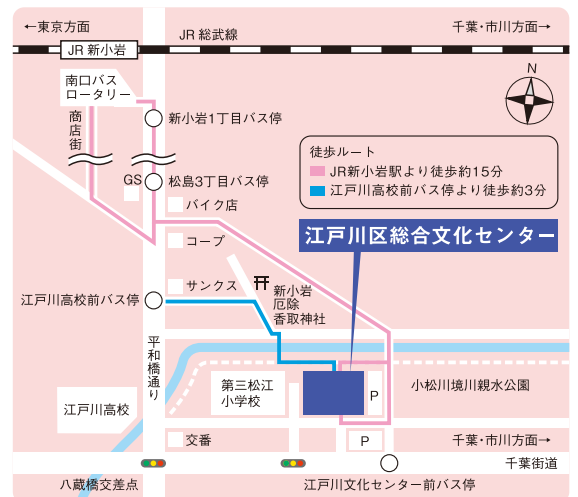 ←東京方面
JR 総武線
千葉・市川方面→
JR 新小岩
N
南口バス
ロータリー
商店街
新小岩1丁目バス停
徒歩ルート
JR新小岩駅より徒歩約15分
江戸川高校前バス停より徒歩約3分
GS
松島3丁目バス停
バイク店
江戸川区総合文化センター
コープ
サンクス
新小岩
厄除
香取神社
江戸川高校前バス停
平和橋通り
第三松江
小学校
P
小松川境川親水公園
江戸川高校
交番
P
千葉・市川方面→
千葉街道
八蔵橋交差点
江戸川文化センター前バス停